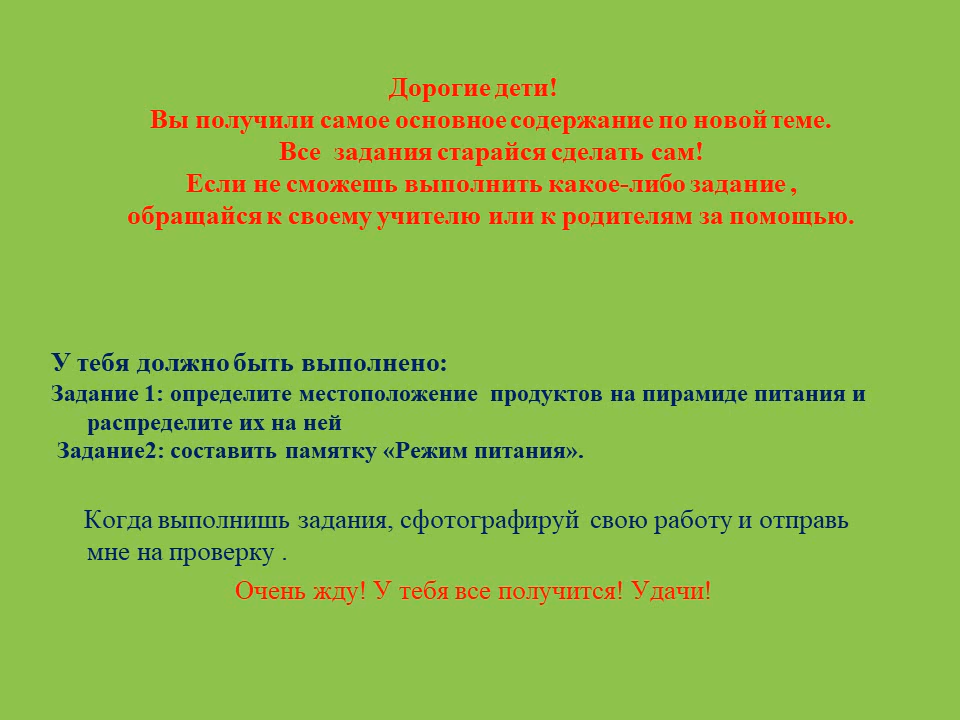 Дорогие дети!
Вы получили самое основное содержание по новой теме.
Все задания старайся сделать сам!
Если не сможешь выполнить какое-либо задание ,
обращайся к своему учителю или к родителям за помощью.
У тебя должно быть выполнено:
Задание 1: определите местоположение продуктов на пирамиде питания и
распределите их на ней
Задание2: составить памятку «Режим питания».
Когда выполнишь задания, сфотографируй свою работу и отправь
мне на проверку .
Очень жду! У тебя все получится! Удачи!